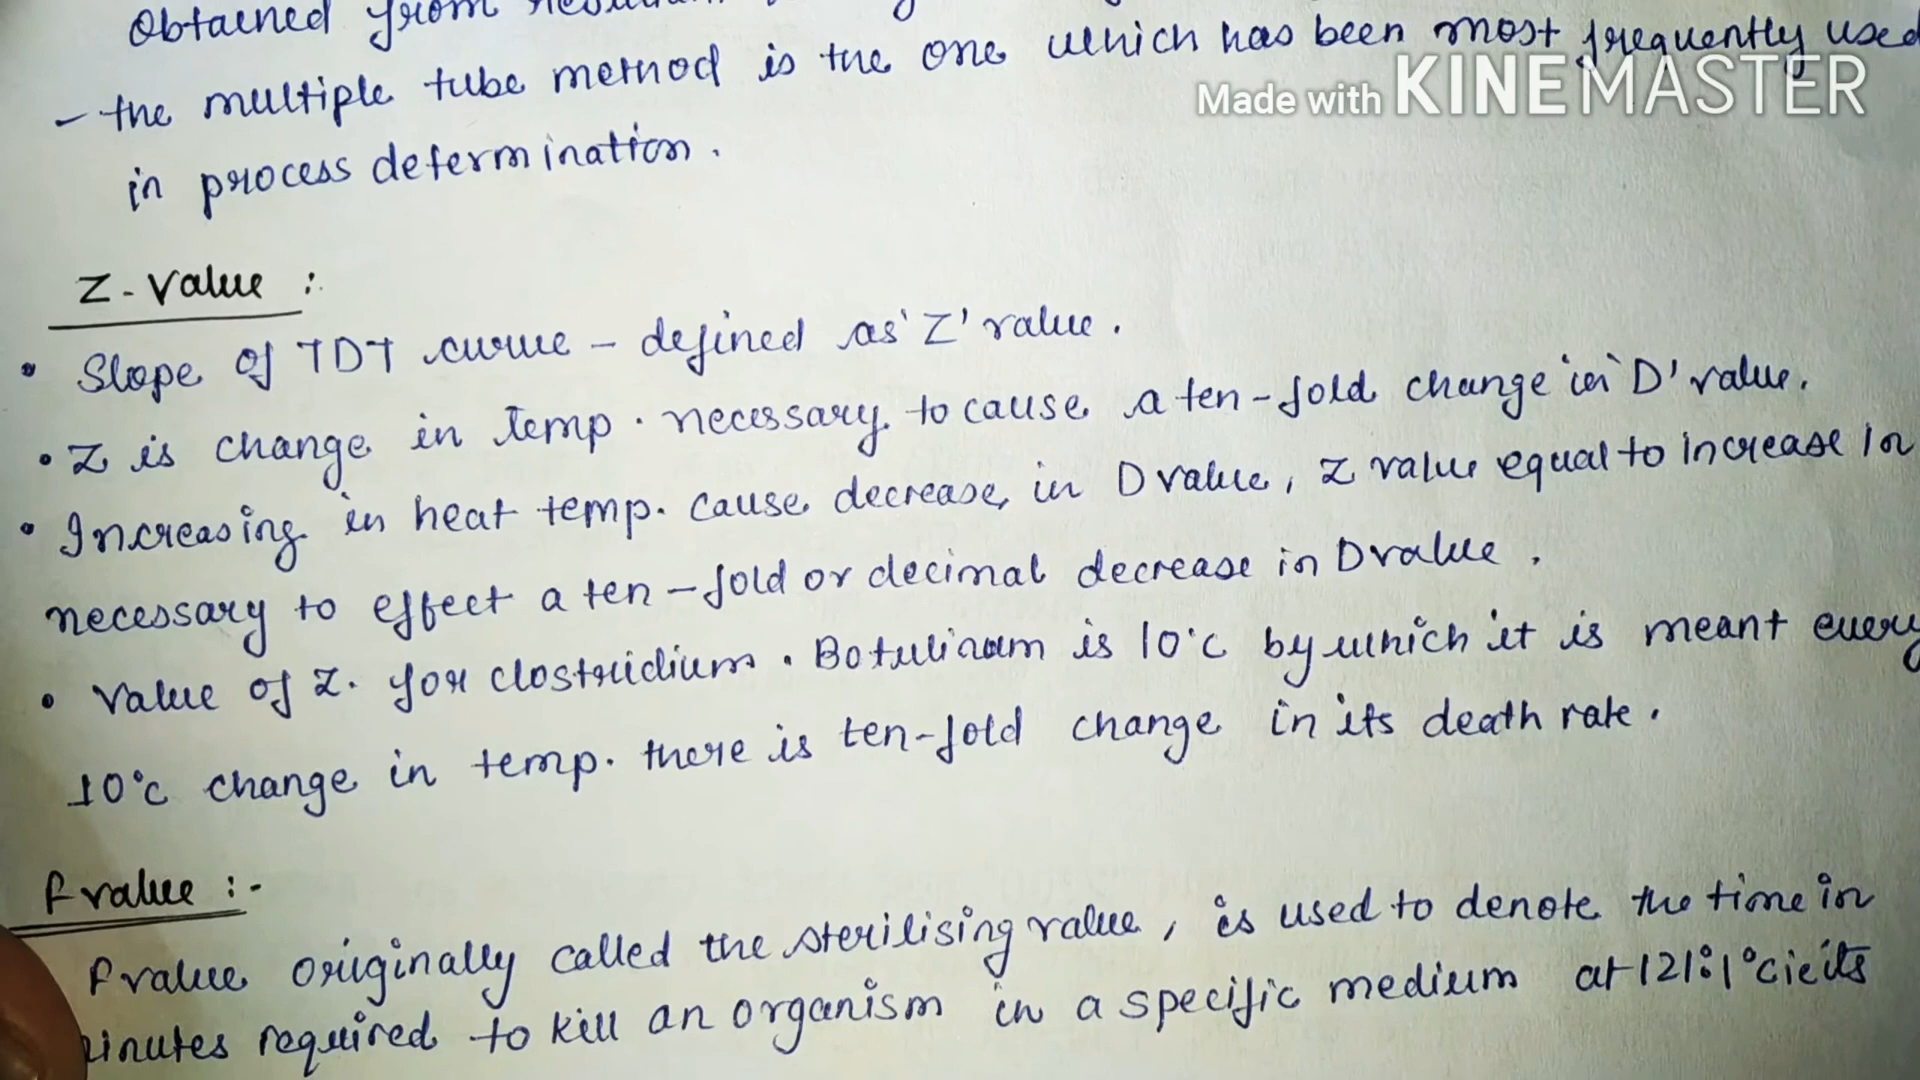 Obtained from
- the multiple tube method is the one which has been most frequently used
Made with KINEMASTER
in process determination.
Z-Value :
• Slope of TDT curve - defined as 'Z' value.
• Z is change in temp. necessary to cause a ten-fold change in 'D' value.
• Increasing in heat temp. cause decrease in D value, Z value equal to increase in
necessary to effect a ten-fold or decimal decrease in D value.
• Value of Z. for clostridium. Botulinum is 10°C by which it is meant every
10°C change in temp. there is ten-fold change in its death rate.
F value :-
F value originally called the sterilising value, is used to denote the time in
minutes required to kill an organism in a specific medium at 121.1°C ie its